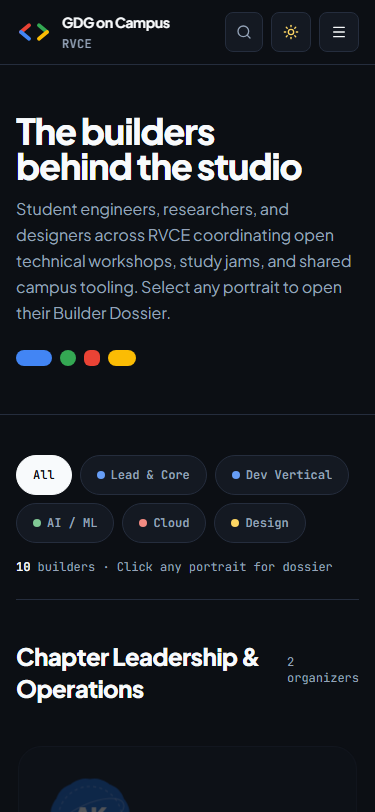 GDG on Campus
RVCE
The builders
behind the studio
Student engineers, researchers, and
designers across RVCE coordinating open
technical workshops, study jams, and shared
campus tooling. Select any portrait to open
their Builder Dossier.
All
Lead & Core
Dev Vertical
AI / ML
Cloud
Design
10 builders · Click any portrait for dossier
Chapter Leadership &
Operations
2
organizers